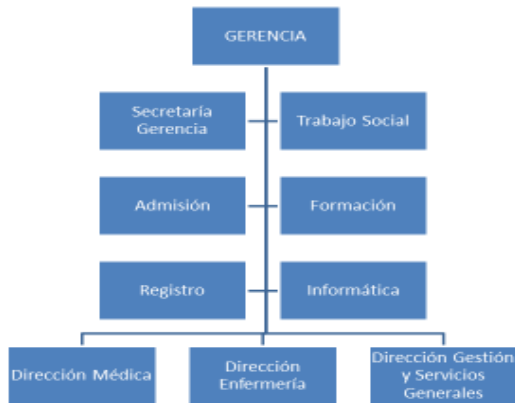 GERENCIA
Secretaría
Gerencia
Trabajo Social
Admisión
Formación
Registro
Informática
Dirección Médica
Dirección
Enfermería
Dirección Gestión
y Servicios
Generales